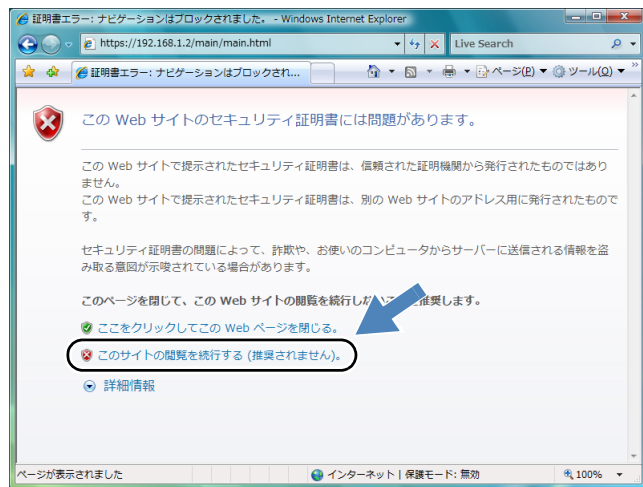 証明書エラー: ナビゲーションはブロックされました。 - Windows Internet Explorer
https://192.168.1.2/main/main.html
Live Search
証明書エラー: ナビゲーションはブロックされ...
ページ(P)
ツール(O)
この Web サイトのセキュリティ証明書には問題があります。
この Web サイトで提示されたセキュリティ証明書は、信頼された証明機関から発行されたものではあり
ません。
この Web サイトで提示されたセキュリティ証明書は、別の Web サイトのアドレス用に発行されたもので
す。
セキュリティ証明書の問題によって、詐欺や、お使いのコンピュータからサーバーに送信される情報を盗
み取る意図が示唆されている場合があります。
このページを閉じて、この Web サイトの閲覧を続行しな 推奨します。
ここをクリックしてこの Web ページを閉じる。
このサイトの閲覧を続行する (推奨されません)。
詳細情報
ページが表示されました
インターネット | 保護モード: 無効
100%